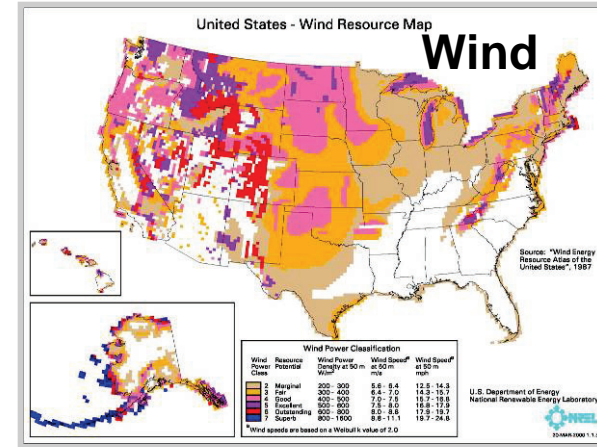 United States - Wind Resource Map
Wind
Source: "Wind Energy
Resource Atlas of the
United States", 1987
Wind Power Classification
Wind Power Class Resource Potential Wind Power Density at 50 m W/m² Wind Speedᵃ at 50 m m/s Wind Speedᵃ at 50 m mph
2 Marginal 200 - 300 5.6 - 6.4 12.5 - 14.3
3 Fair 300 - 400 6.4 - 7.0 14.3 - 15.7
4 Good 400 - 500 7.0 - 7.5 15.7 - 16.8
5 Excellent 500 - 600 7.5 - 8.0 16.8 - 17.9
6 Outstanding 600 - 800 8.0 - 8.8 17.9 - 19.7
7 Superb 800 - 1600 8.8 - 11.1 19.7 - 24.8
ᵃWind speeds are based on a Weibull k value of 2.0
U.S. Department of Energy
National Renewable Energy Laboratory
NREL